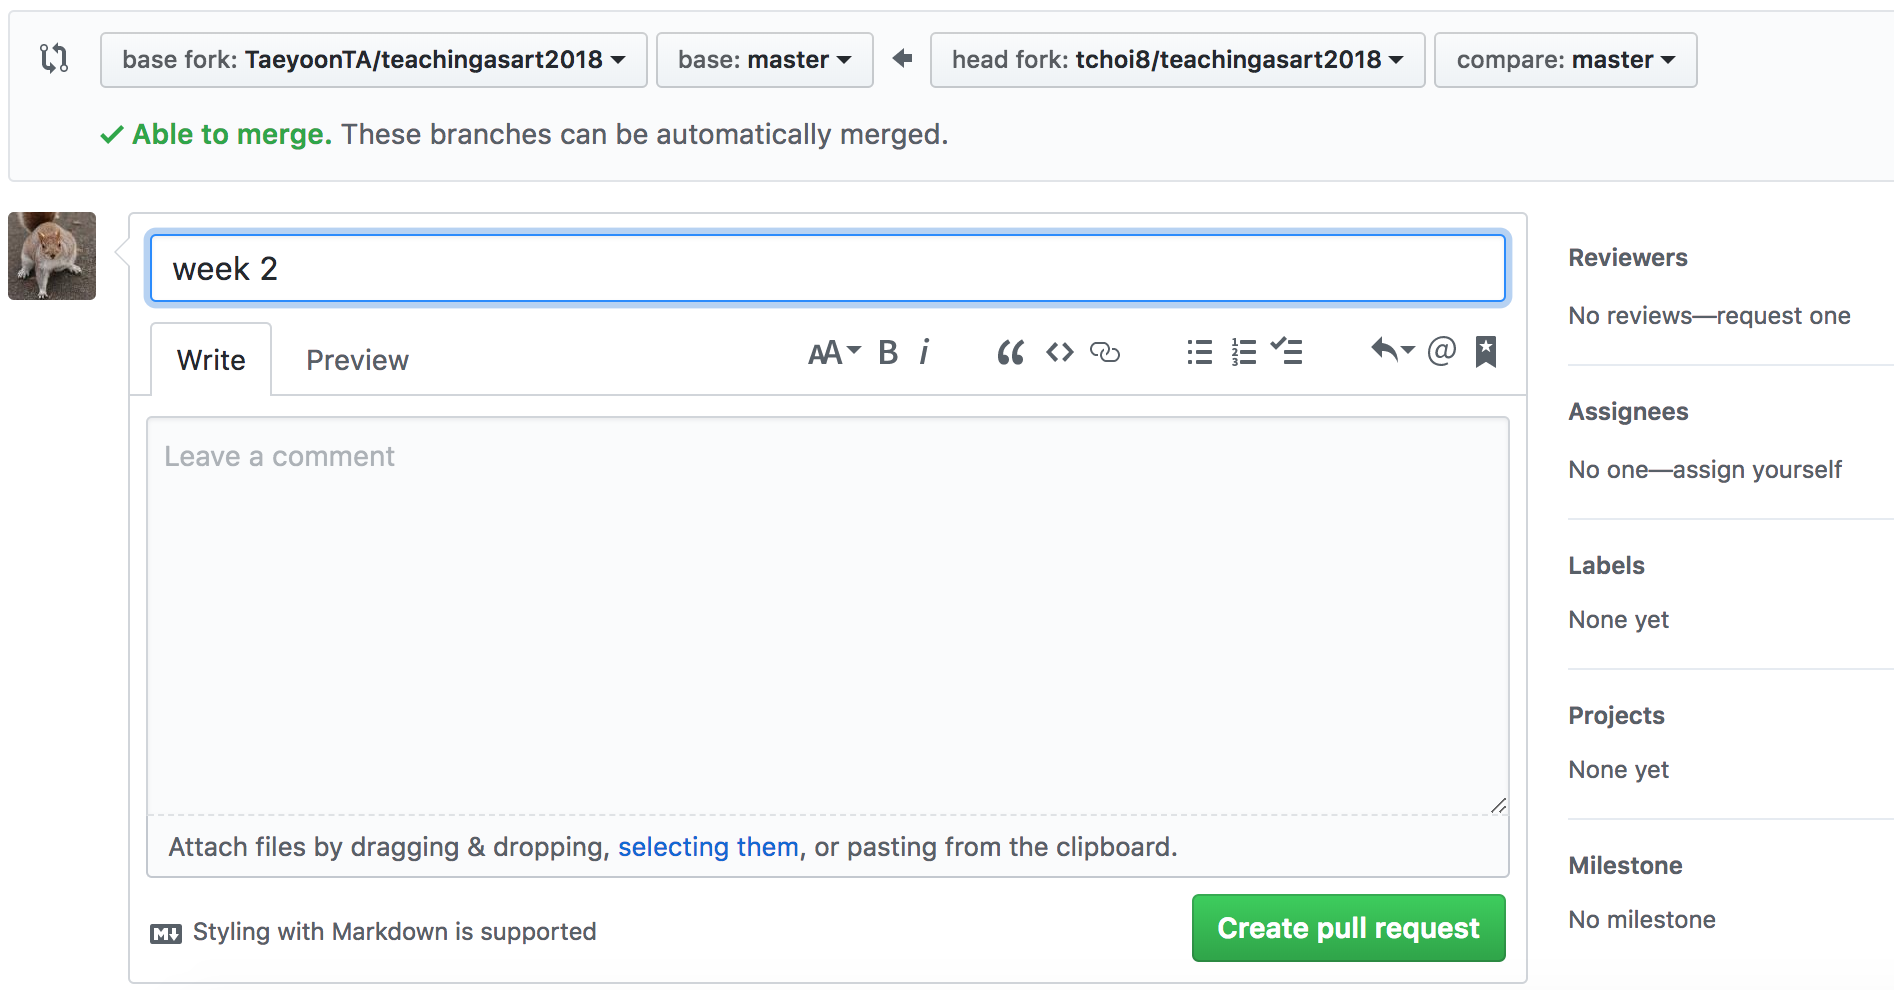 base fork: TaeyoonTA/teachingasart2018 base: master head fork: tchoi8/teachingasart2018 compare: master
Able to merge. These branches can be automatically merged.
week 2
Write Preview AA B i “ <> @
Leave a comment
Attach files by dragging & dropping, selecting them, or pasting from the clipboard.
M Styling with Markdown is supported
Create pull request
Reviewers
No reviews—request one
Assignees
No one—assign yourself
Labels
None yet
Projects
None yet
Milestone
No milestone